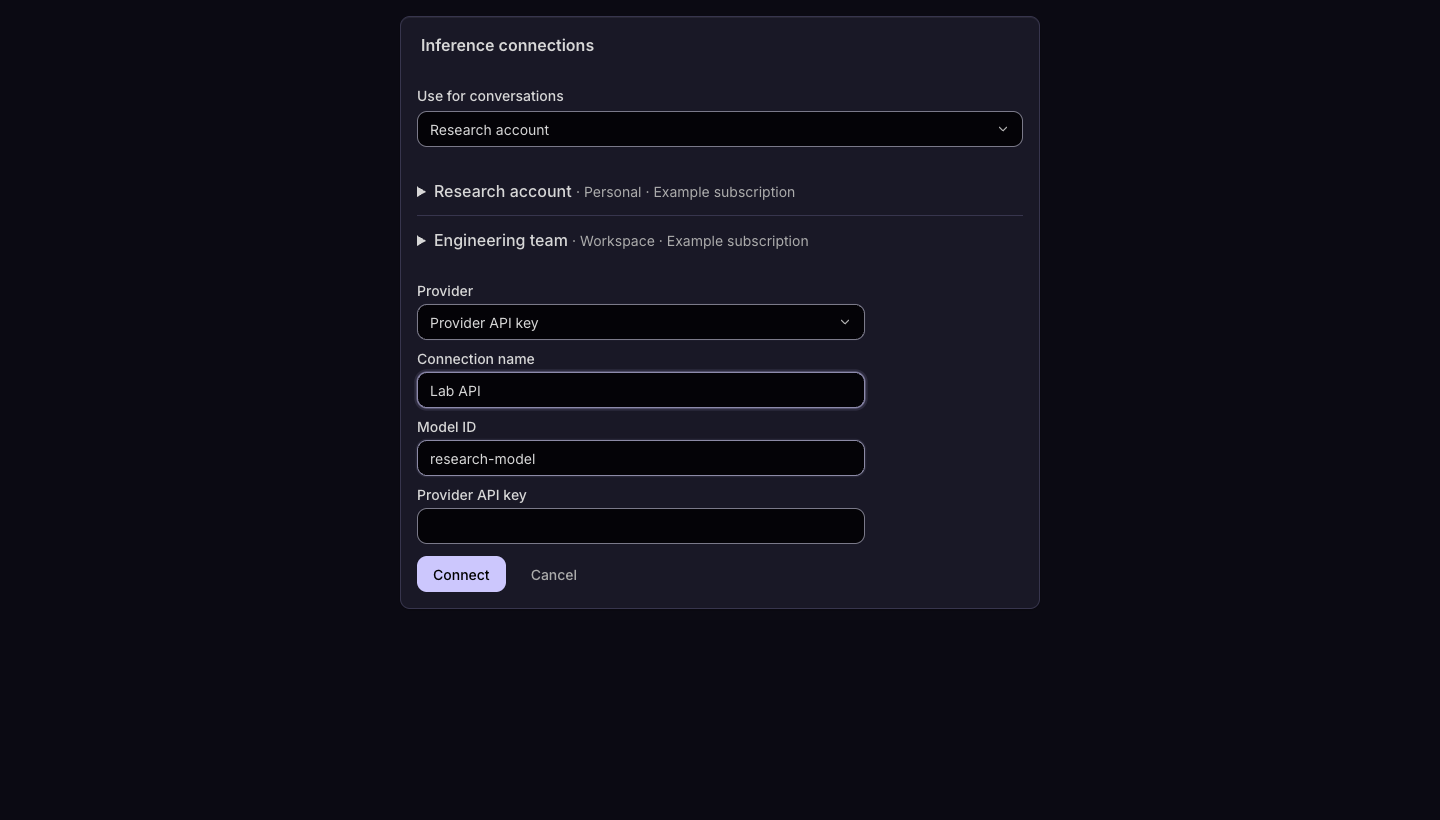 Inference connections
Use for conversations
Research account
Research account · Personal · Example subscription
Engineering team · Workspace · Example subscription
Provider
Provider API key
Connection name
Lab API
Model ID
research-model
Provider API key
Connect Cancel